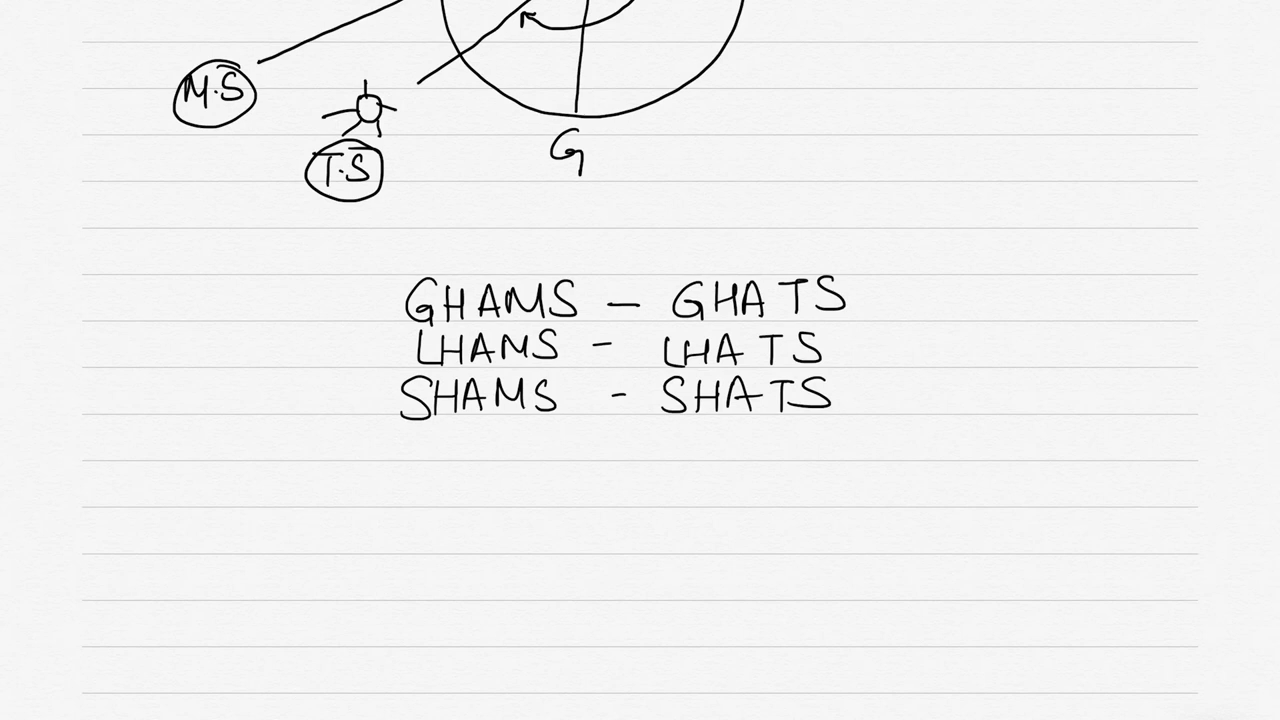 M.S
T.S
G
GHAMS – GHATS
LHAMS – LHATS
SHAMS – SHATS